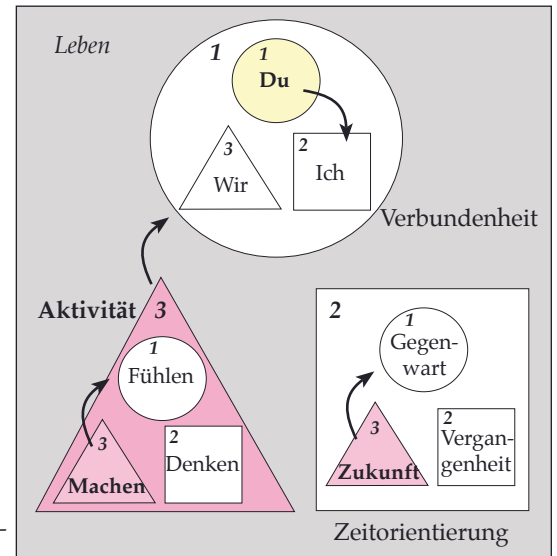 Leben
1
1
Du
2
Ich
3
Wir
Verbundenheit
Aktivität 3
1
Fühlen
2
Denken
3
Machen
2
1
Gegen-
wart
2
Vergan-
genheit
3
Zukunft
Zeitorientierung